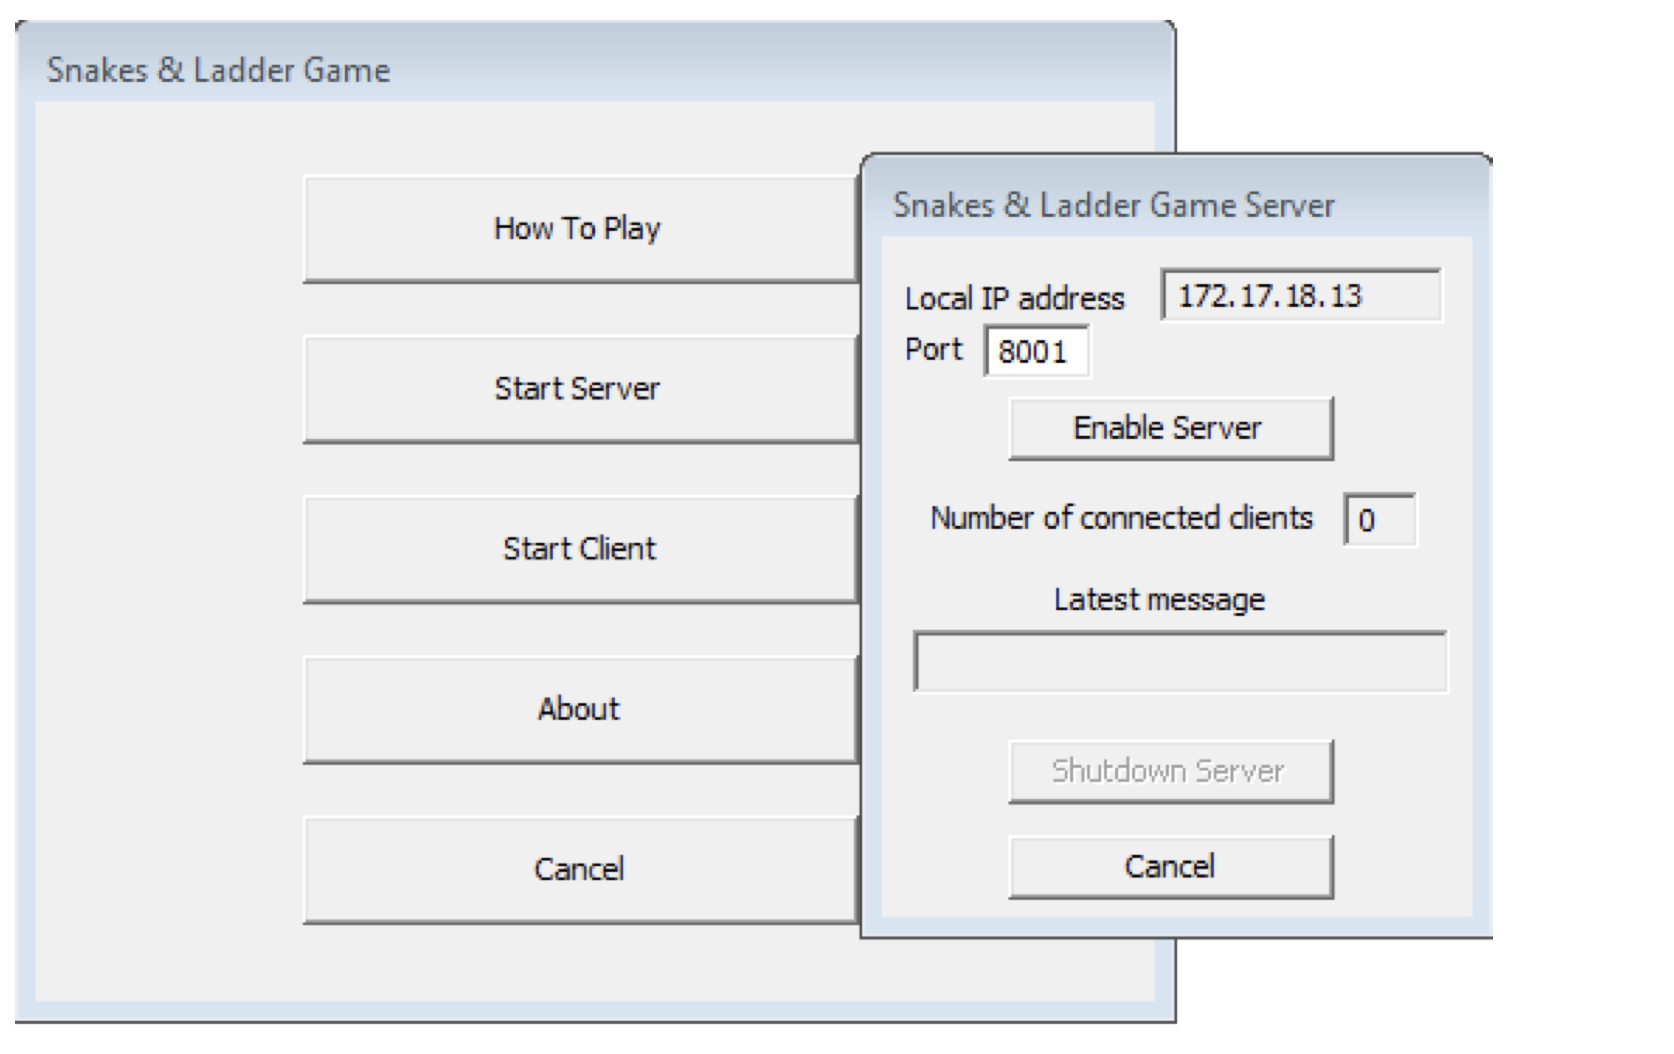 Snakes & Ladder Game
How To Play
Start Server
Start Client
About
Cancel
Snakes & Ladder Game Server
Local IP address 172.17.18.13
Port 8001
Enable Server
Number of connected clients 0
Latest message
Shutdown Server
Cancel